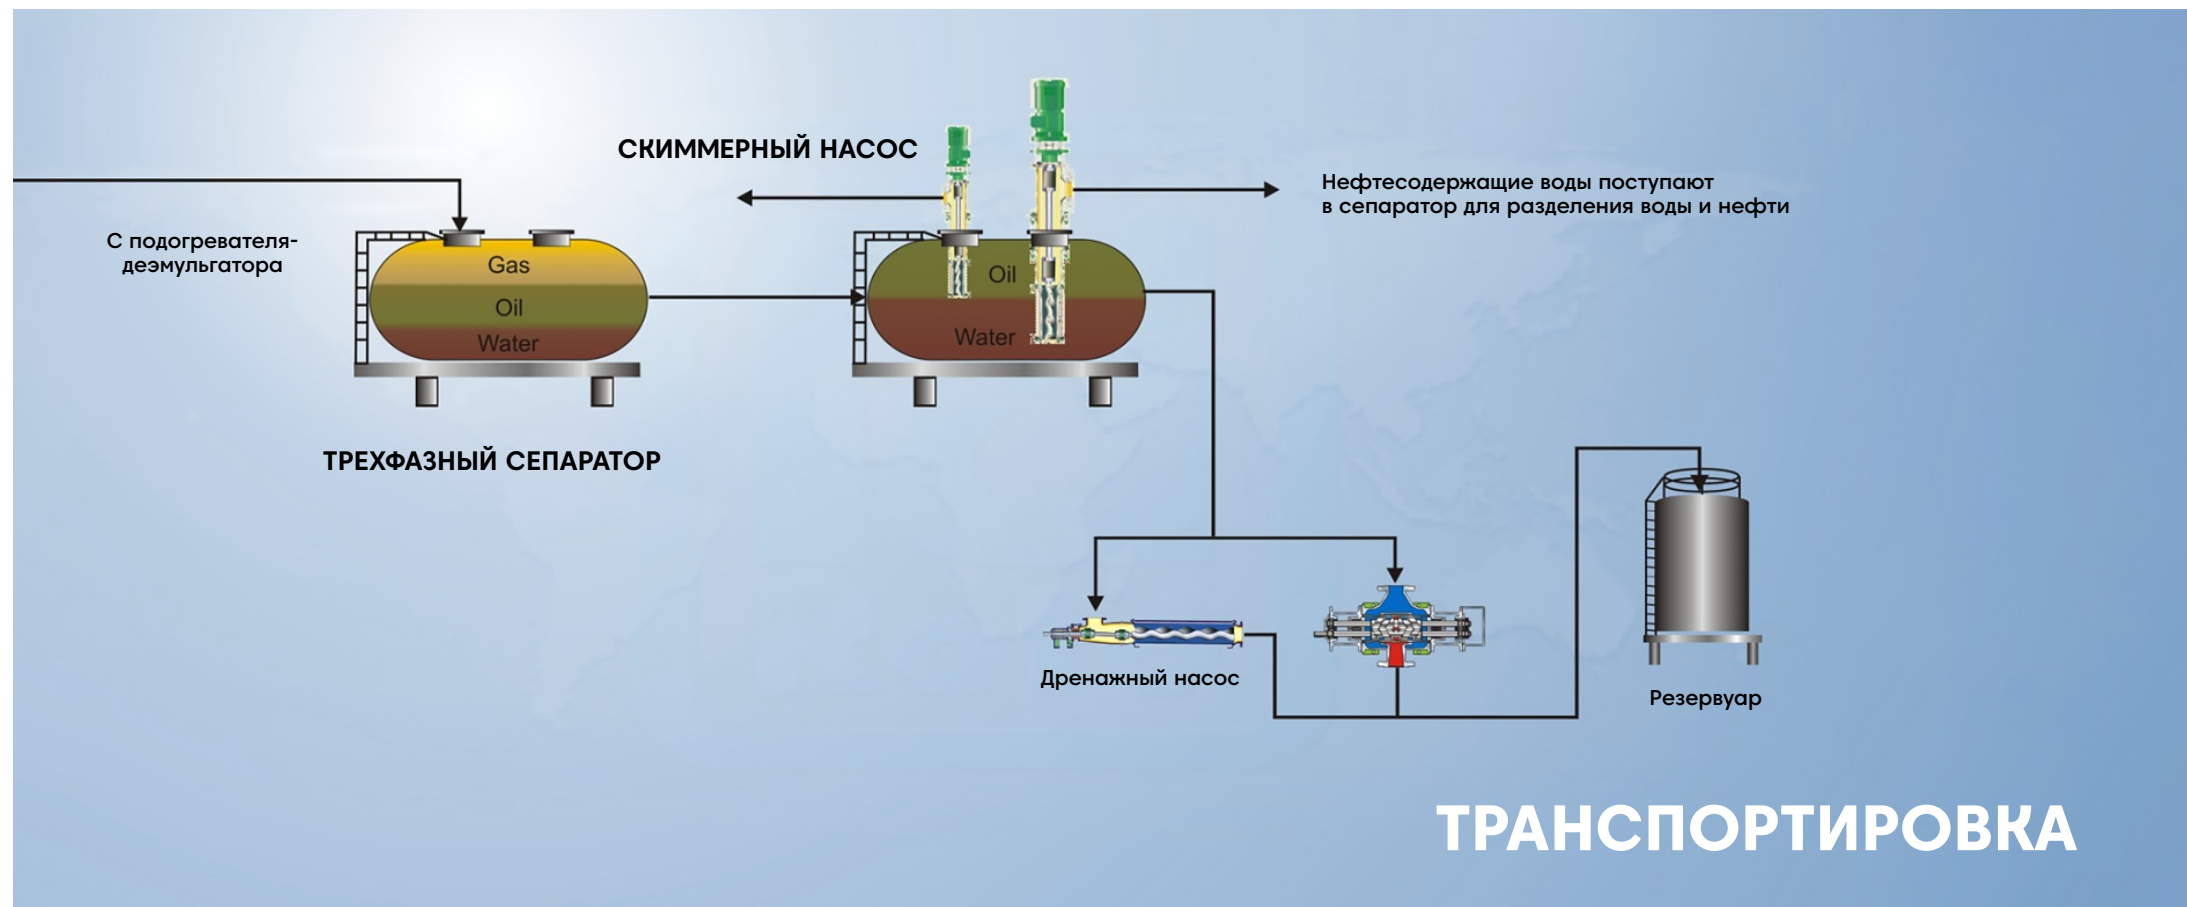 СКИММЕРНЫЙ НАСОС
Нефтесодержащие воды поступают
в сепаратор для разделения воды и нефти
С подогревателя-
деэмульгатора
Gas
Oil
Water
Oil
Water
ТРЕХФАЗНЫЙ СЕПАРАТОР
Дренажный насос
Резервуар
ТРАНСПОРТИРОВКА